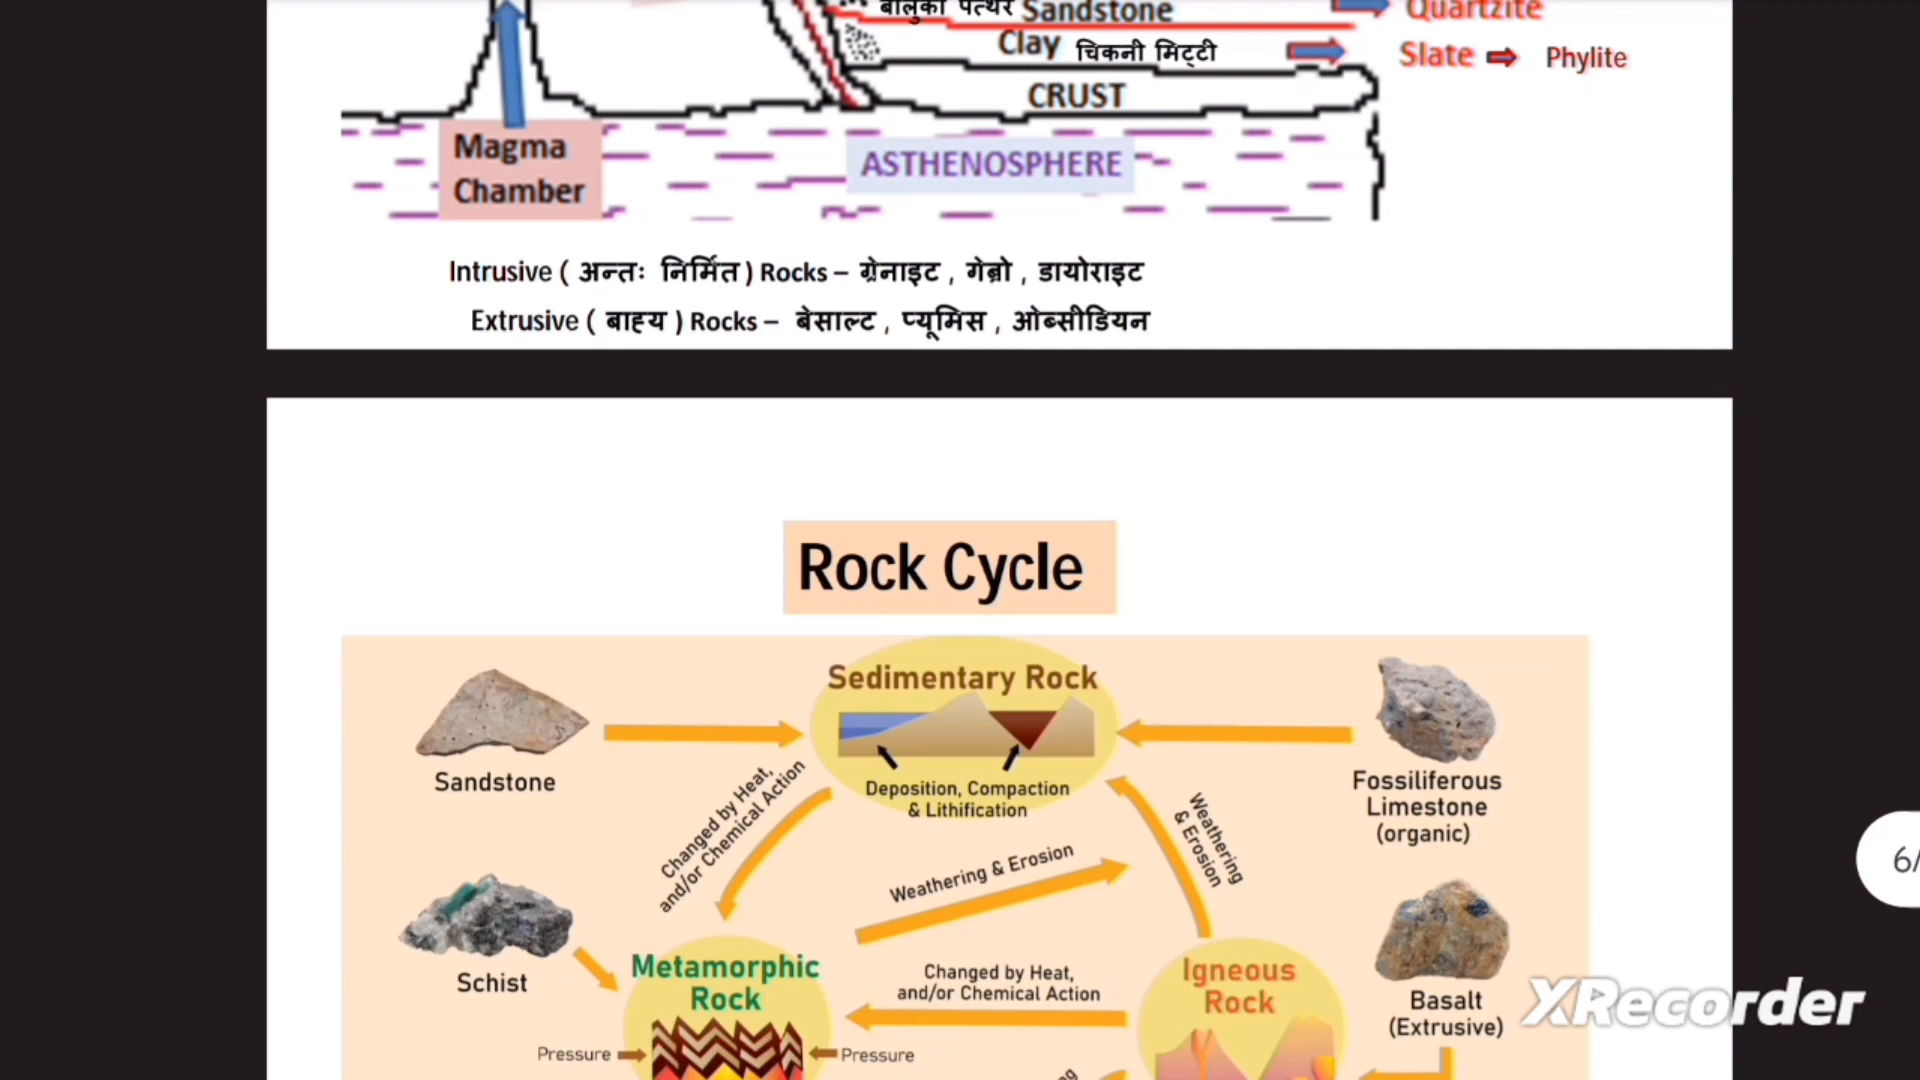 बालुका पत्थर Sandstone
Quartzite
Clay चिकनी मिट्टी
Slate Phylite
CRUST
Magma
Chamber
ASTHENOSPHERE
Intrusive ( अन्तः निर्मित ) Rocks – ग्रेनाइट , गेब्रो , डायोराइट
Extrusive ( बाह्य ) Rocks – बेसाल्ट , प्यूमिस , ओब्सीडियन
Rock Cycle
Sedimentary Rock
Deposition, Compaction
& Lithification
Sandstone
Fossiliferous
Limestone
(organic)
Changed by Heat,
and/or Chemical Action
Weathering & Erosion
Weathering
& Erosion
6/
Schist
Metamorphic
Rock
Changed by Heat,
and/or Chemical Action
Igneous
Rock
Basalt
(Extrusive)
XRecorder
Pressure
Pressure